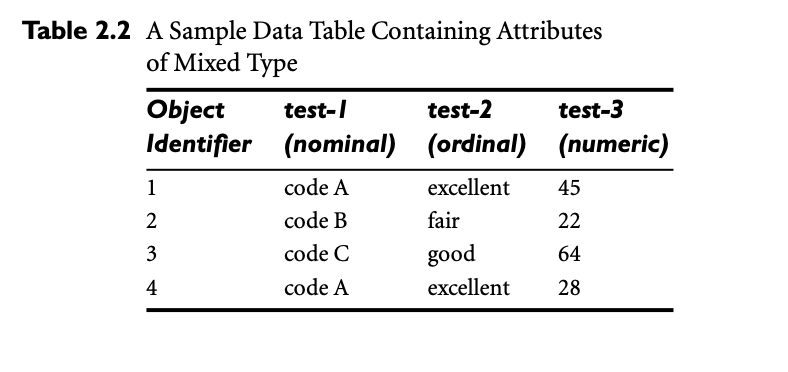 Table 2.2 A Sample Data Table Containing Attributes
of Mixed Type
Object test-1 test-2 test-3
Identifier (nominal) (ordinal) (numeric)
1 code A excellent 45
2 code B fair 22
3 code C good 64
4 code A excellent 28